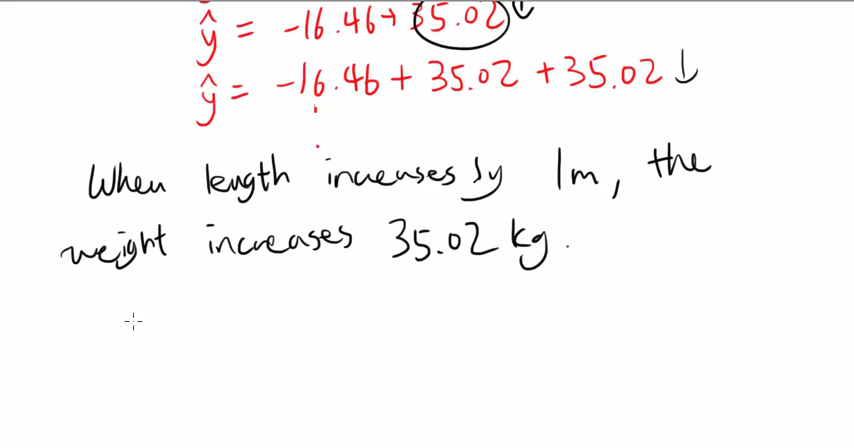 ŷ = -16.46 + 35.02 ↓
ŷ = -16.46 + 35.02 + 35.02 ↓
When length increases by 1m, the
weight increases 35.02 kg.